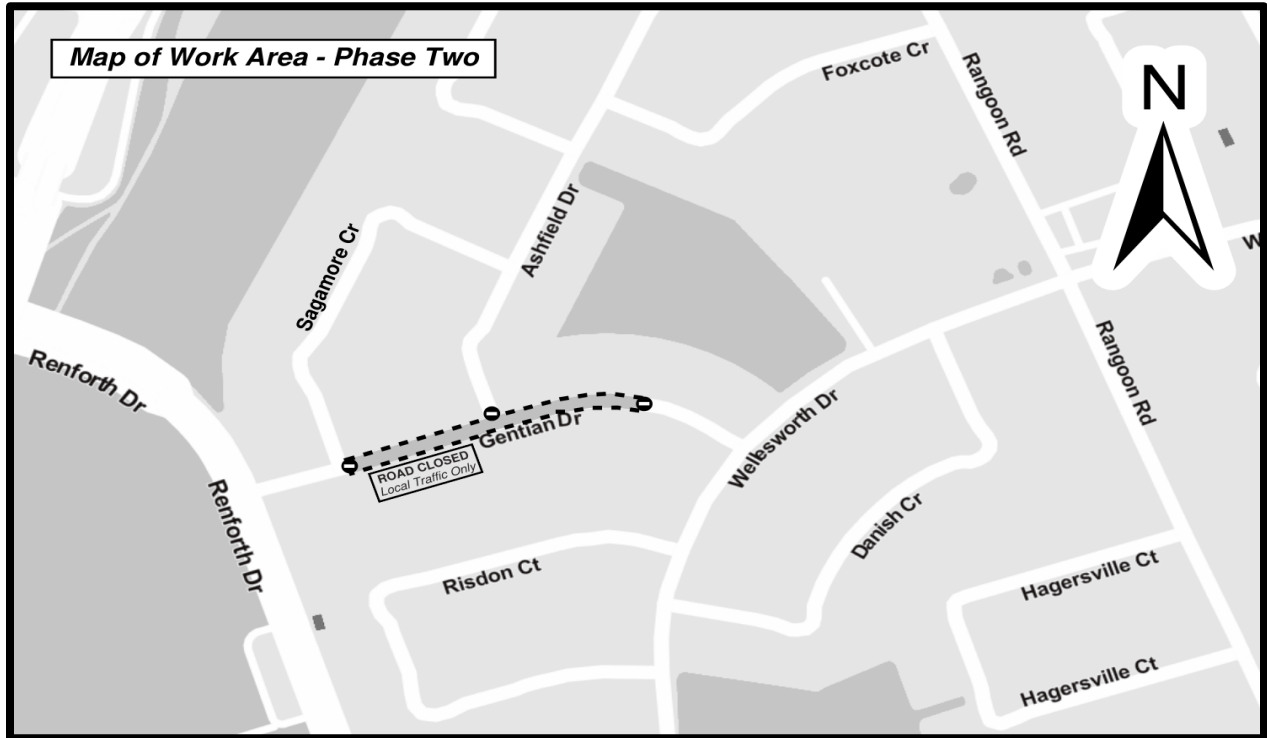 Map of Work Area - Phase Two
N
Foxcote Cr
Rangoon Rd
Ashfield Dr
Sagamore Cr
W
Renforth Dr
Rangoon Rd
Gentian Dr
Wellesworth Dr
ROAD CLOSED
Local Traffic Only
Renforth Dr
Danish Cr
Risdon Ct
Hagersville Ct
Hagersville Ct